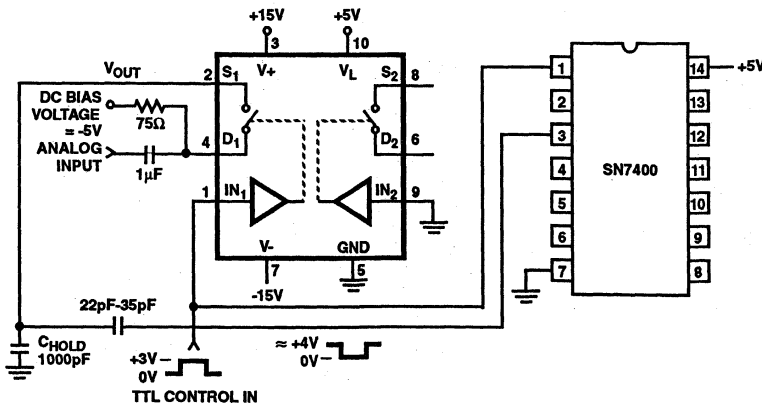 +15V
+5V
3
10
V+
VL
VOUT
2
S1
S2
8
DC BIAS
VOLTAGE
= -5V
75Ω
ANALOG
INPUT
1μF
4
D1
D2
6
1
IN1
IN2
9
V-
GND
7
5
-15V
22pF-35pF
CHOLD
1000pF
+3V
0V
TTL CONTROL IN
≈ +4V
0V
1
14
+5V
2
13
3
12
SN7400
4
11
5
10
6
9
7
8